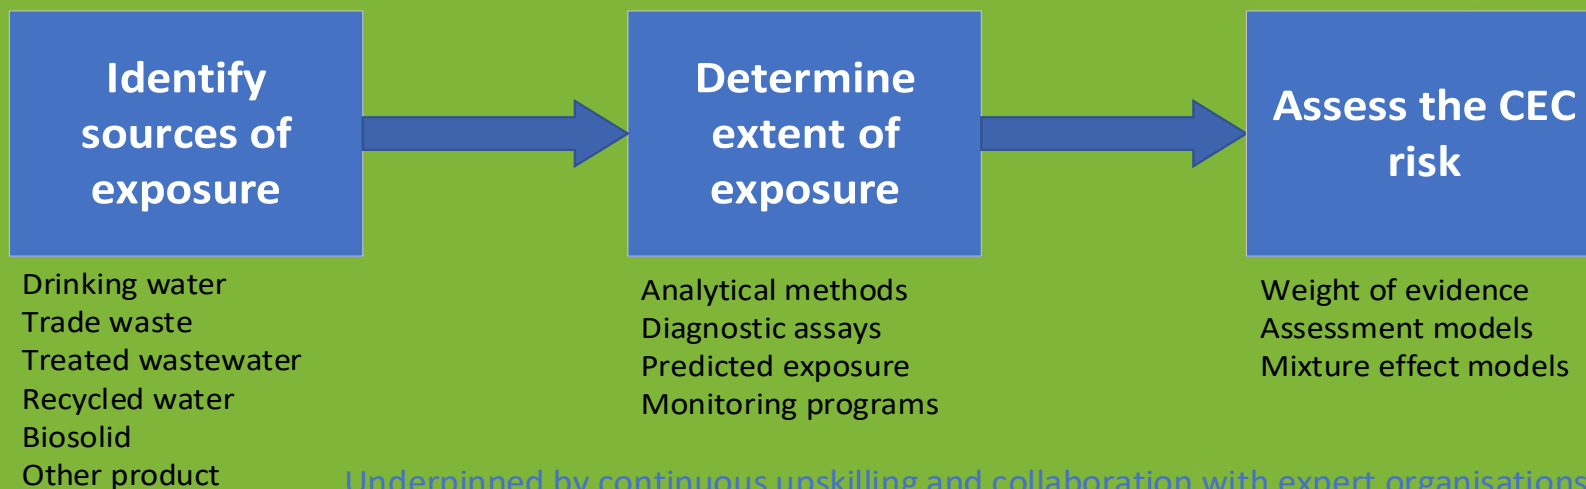 Identify
sources of
exposure
Determine
extent of
exposure
Assess the CEC
risk
Drinking water
Trade waste
Treated wastewater
Recycled water
Biosolid
Other product
Analytical methods
Diagnostic assays
Predicted exposure
Monitoring programs
Weight of evidence
Assessment models
Mixture effect models
Underpinned by continuous upskilling and collaboration with expert organisations